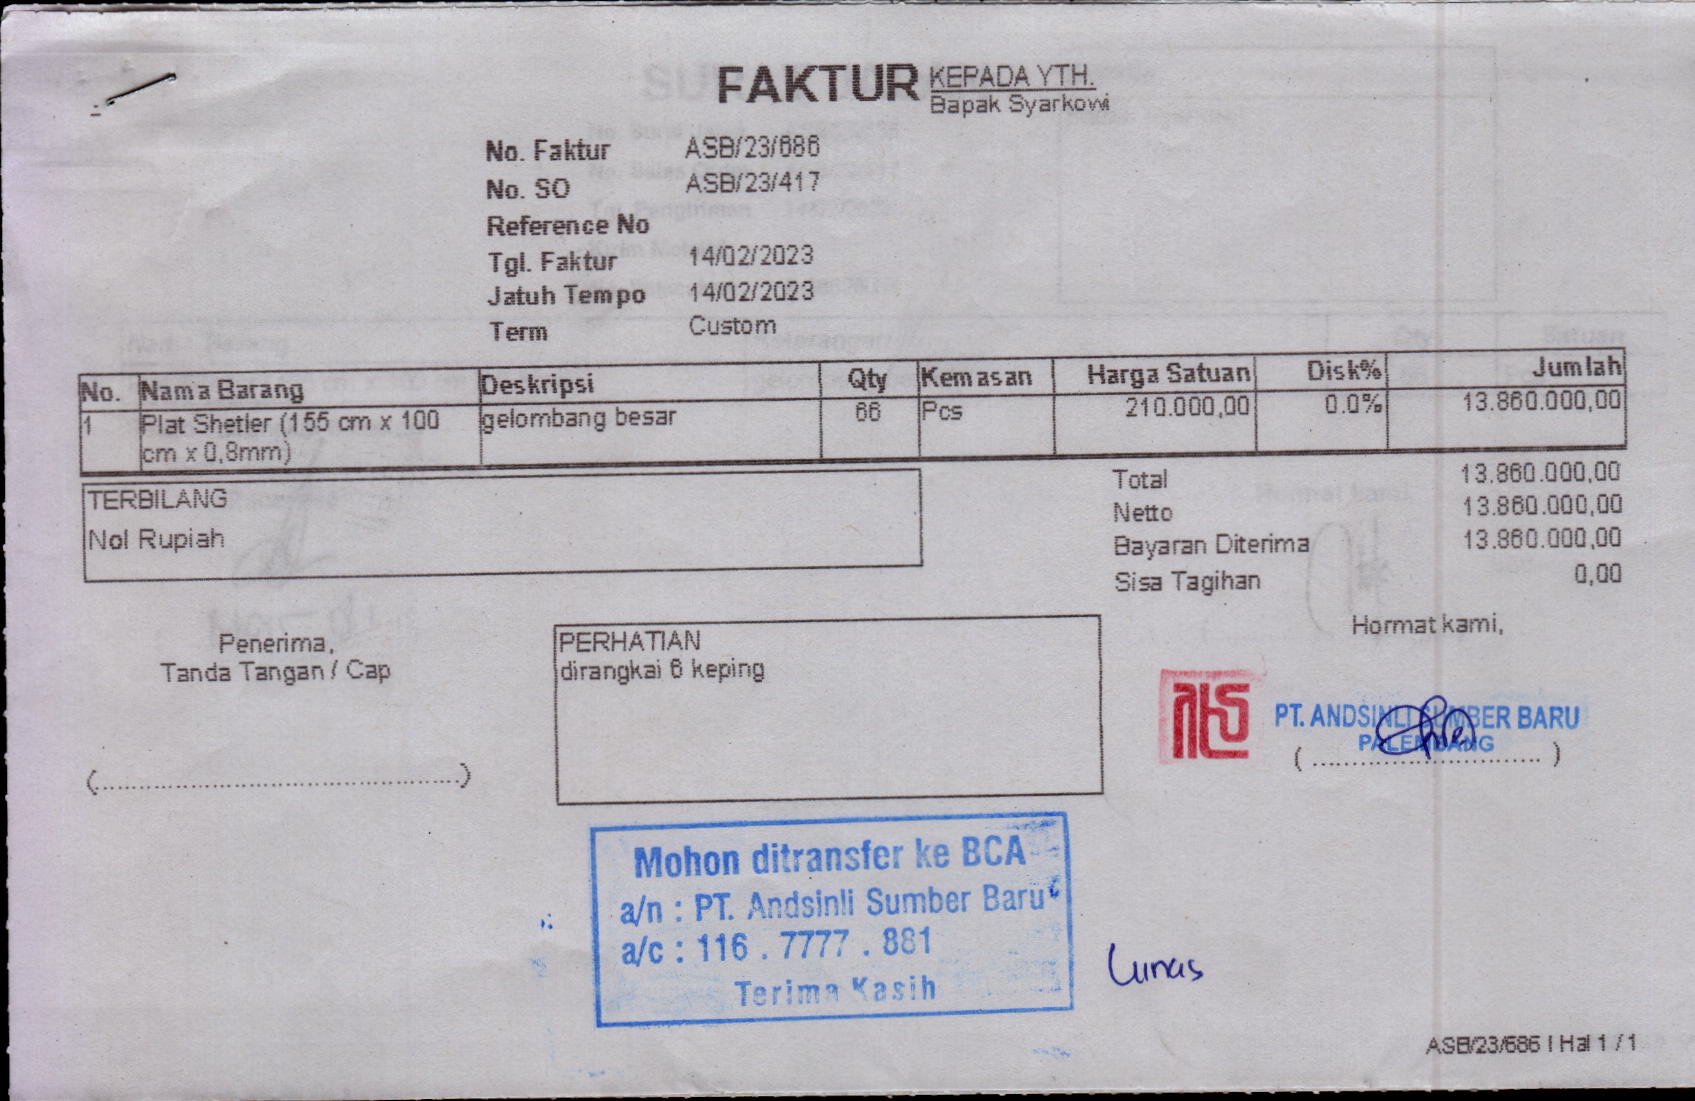 FAKTUR KEPADA YTH.
Bapak Syarkowi
No. Faktur ASB/23/686
No. SO ASB/23/417
Reference No
Tgl. Faktur 14/02/2023
Jatuh Tempo 14/02/2023
Term Custom
No. Nama Barang Deskripsi Qty Kemasan Harga Satuan Disk% Jumlah
1 Plat Shetler (155 cm x 100 gelombang besar 66 Pcs 210.000,00 0.0% 13.860.000,00
cm x 0,8mm)
TERBILANG
Nol Rupiah
Total 13.860.000,00
Netto 13.860.000,00
Bayaran Diterima 13.860.000,00
Sisa Tagihan 0,00
Penerima,
Tanda Tangan / Cap
(............................................)
PERHATIAN
dirangkai 6 keping
Hormat kami,
PT. ANDSINLI SUMBER BARU
PALEMBANG
( ............................ )
Mohon ditransfer ke BCA
a/n : PT. Andsinli Sumber Baru
a/c : 116 . 7777 . 881
Terima Kasih
Lunas
ASB/23/686 | Hal 1 / 1